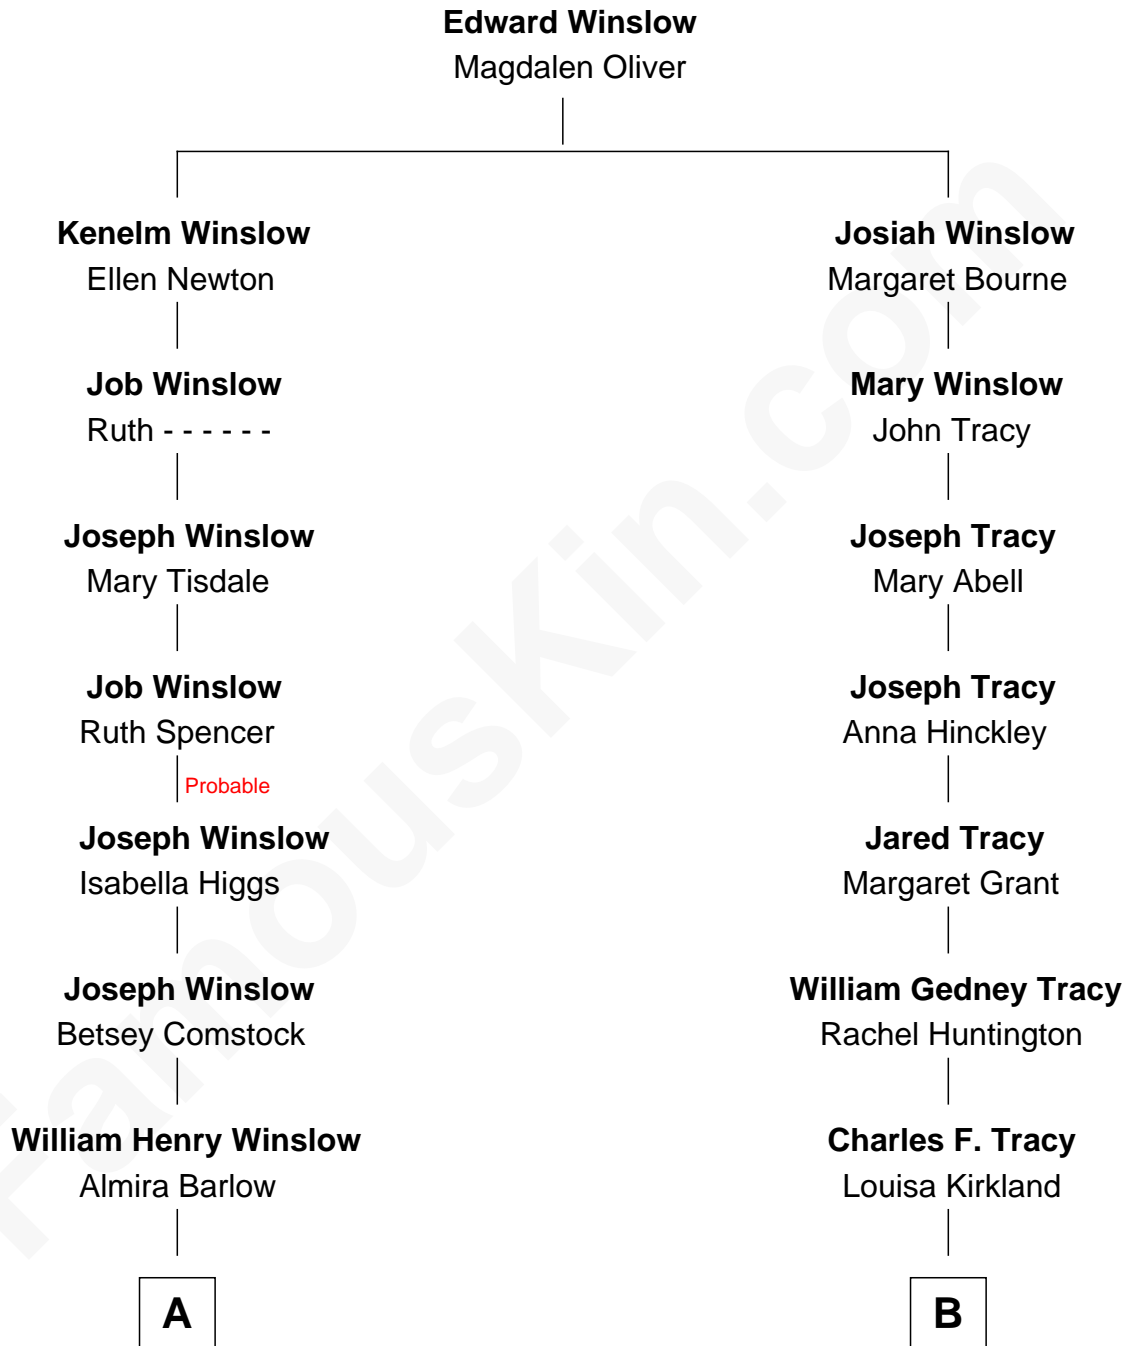 Edward Winslow
Magdalen Oliver
Kenelm Winslow
Ellen Newton
Josiah Winslow
Margaret Bourne
Job Winslow
Ruth - - - - - -
Mary Winslow
John Tracy
Joseph Winslow
Mary Tisdale
Joseph Tracy
Mary Abell
Job Winslow
Ruth Spencer
Joseph Tracy
Anna Hinckley
Probable
Joseph Winslow
Isabella Higgs
Jared Tracy
Margaret Grant
Joseph Winslow
Betsey Comstock
William Gedney Tracy
Rachel Huntington
William Henry Winslow
Almira Barlow
Charles F. Tracy
Louisa Kirkland
A
B
FamousKin.com